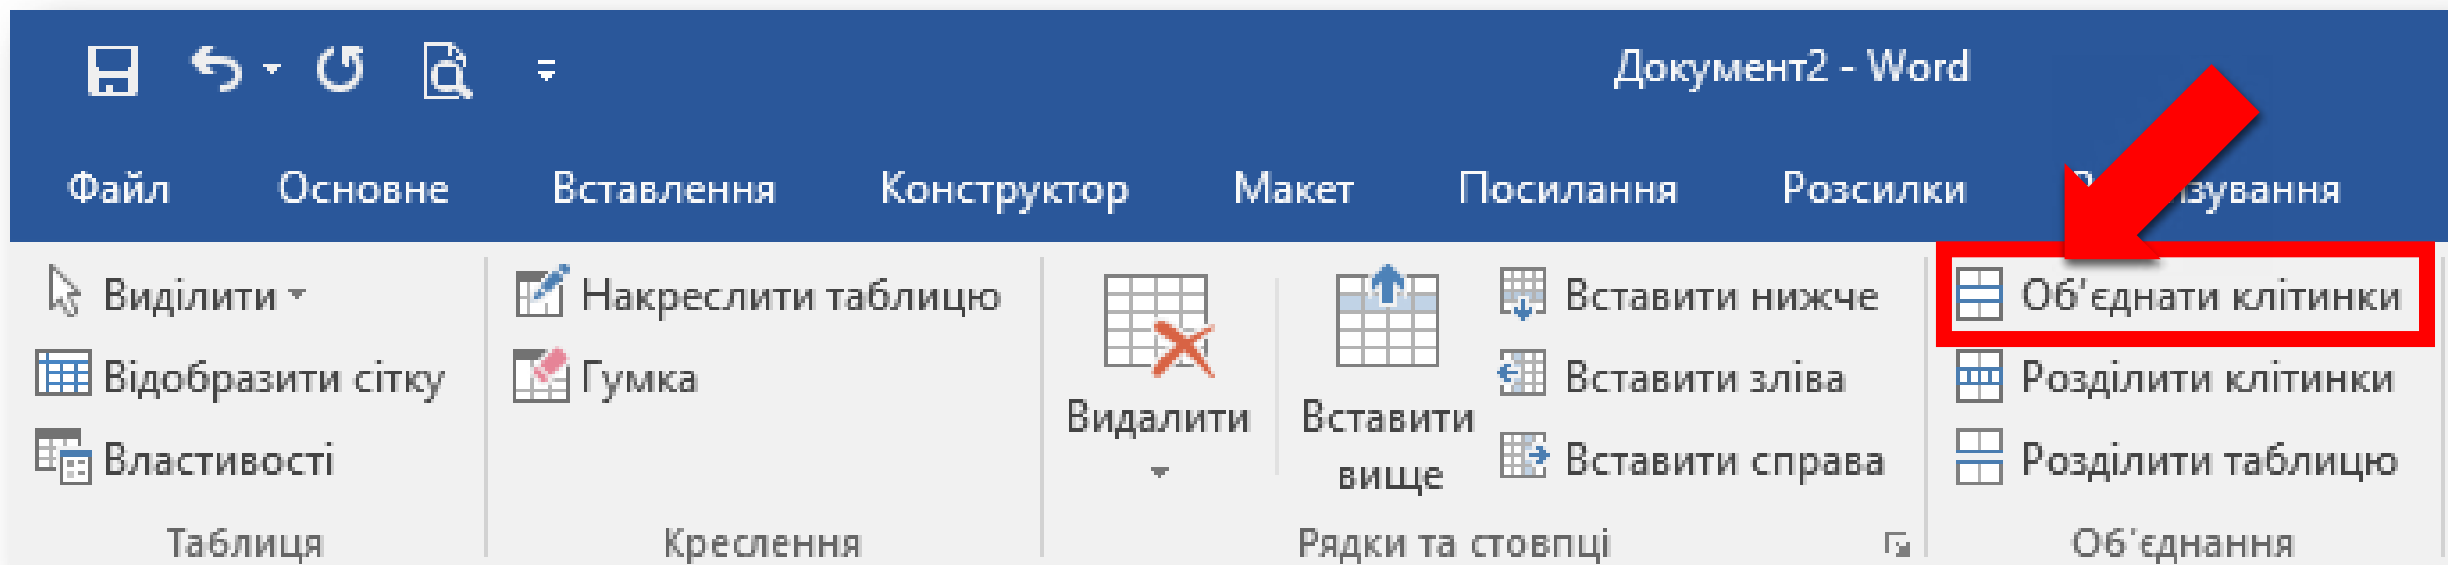 Документ2 - Word
Файл Основне Вставлення Конструктор Макет Посилання Розсилки
Виділити
Відобразити сітку
Властивості
Таблиця
Накреслити таблицю
Гумка
Креслення
Видалити
Вставити
вище
Вставити нижче
Вставити зліва
Вставити справа
Рядки та стовпці
Об'єднати клітинки
Розділити клітинки
Розділити таблицю
Об'єднання